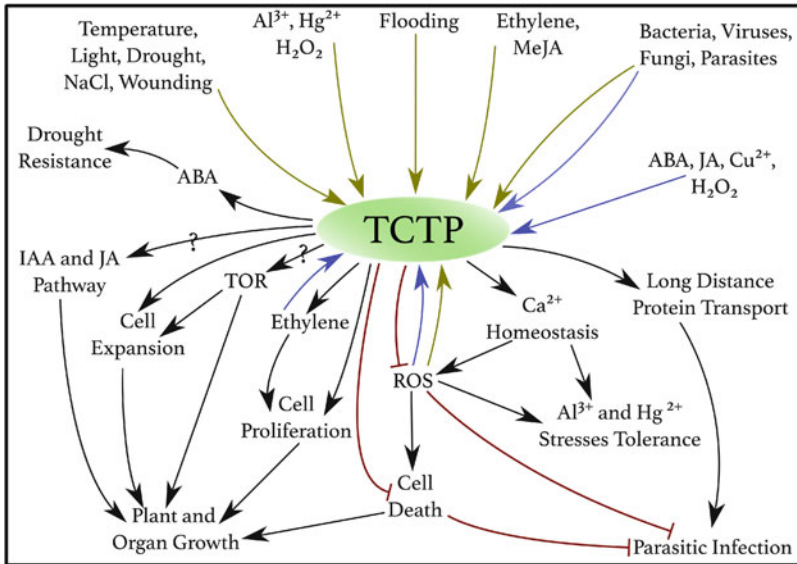 Temperature,
Light, Drought,
NaCl, Wounding
Al³⁺, Hg²⁺
H₂O₂
Flooding
Ethylene,
MeJA
Bacteria, Viruses,
Fungi, Parasites
Drought
Resistance
ABA
ABA, JA, Cu²⁺,
H₂O₂
TCTP
?
?
IAA and JA
Pathway
TOR
Cell
Expansion
Ethylene
Ca²⁺
Homeostasis
Long Distance
Protein Transport
ROS
Cell
Proliferation
Al³⁺ and Hg²⁺
Stresses Tolerance
Cell
Death
Plant and
Organ Growth
Parasitic Infection